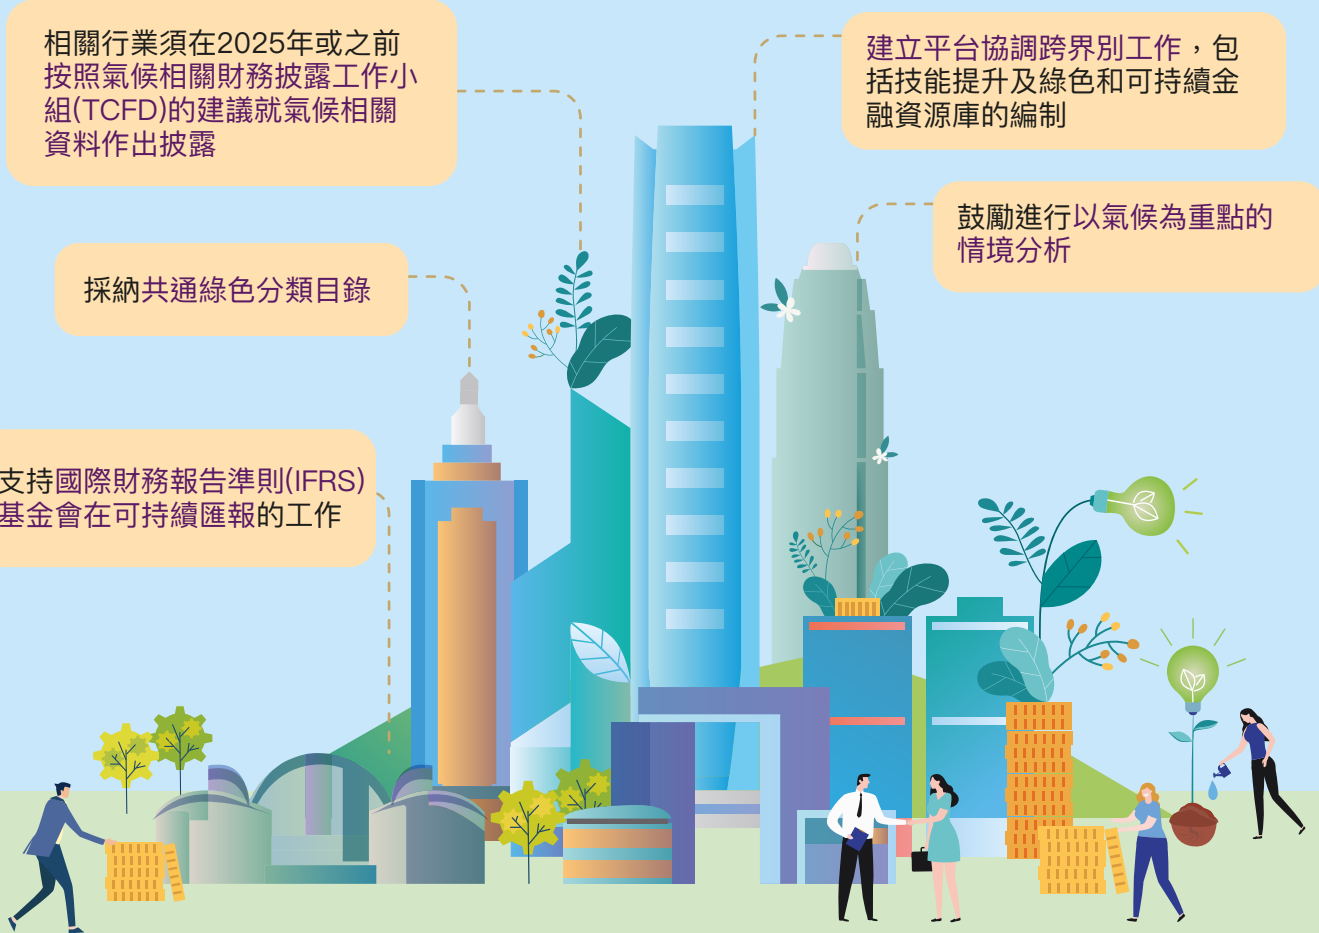 相關行業須在2025年或之前
按照氣候相關財務披露工作小
組(TCFD)的建議就氣候相關
資料作出披露
建立平台協調跨界別工作，包
括技能提升及綠色和可持續金
融資源庫的編制
鼓勵進行以氣候為重點的
情境分析
採納共通綠色分類目錄
支持國際財務報告準則(IFRS)
基金會在可持續匯報的工作